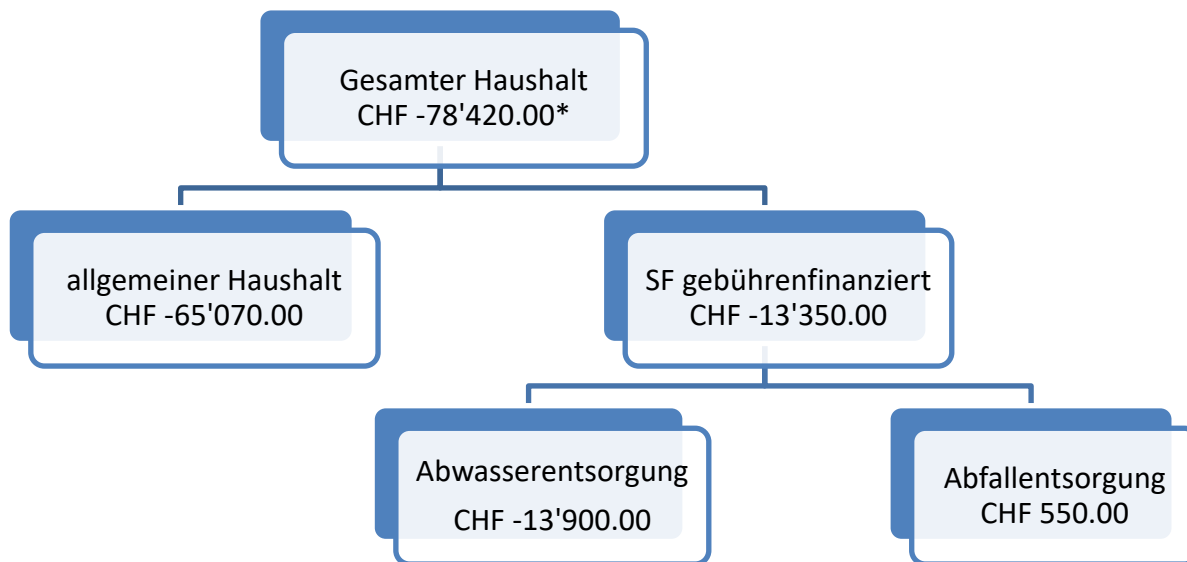 Gesamter Haushalt
CHF -78'420.00*
allgemeiner Haushalt
CHF -65'070.00
SF gebührenfinanziert
CHF -13'350.00
Abwasserentsorgung
CHF -13'900.00
Abfallentsorgung
CHF 550.00